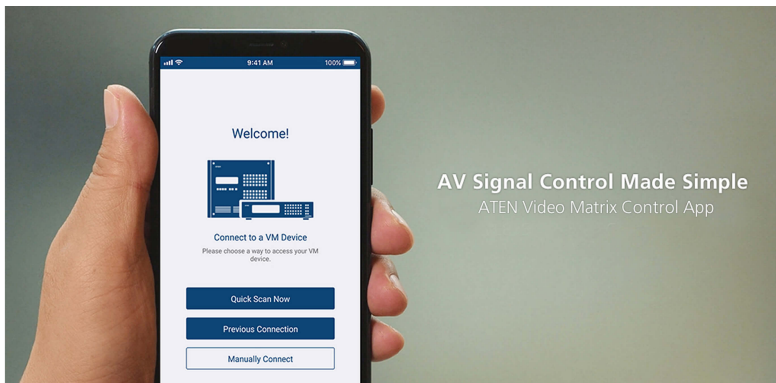 9:41 AM
100%
Welcome!
Connect to a VM Device
Please choose a way to access your VM
device.
Quick Scan Now
Previous Connection
Manually Connect
AV Signal Control Made Simple
ATEN Video Matrix Control App